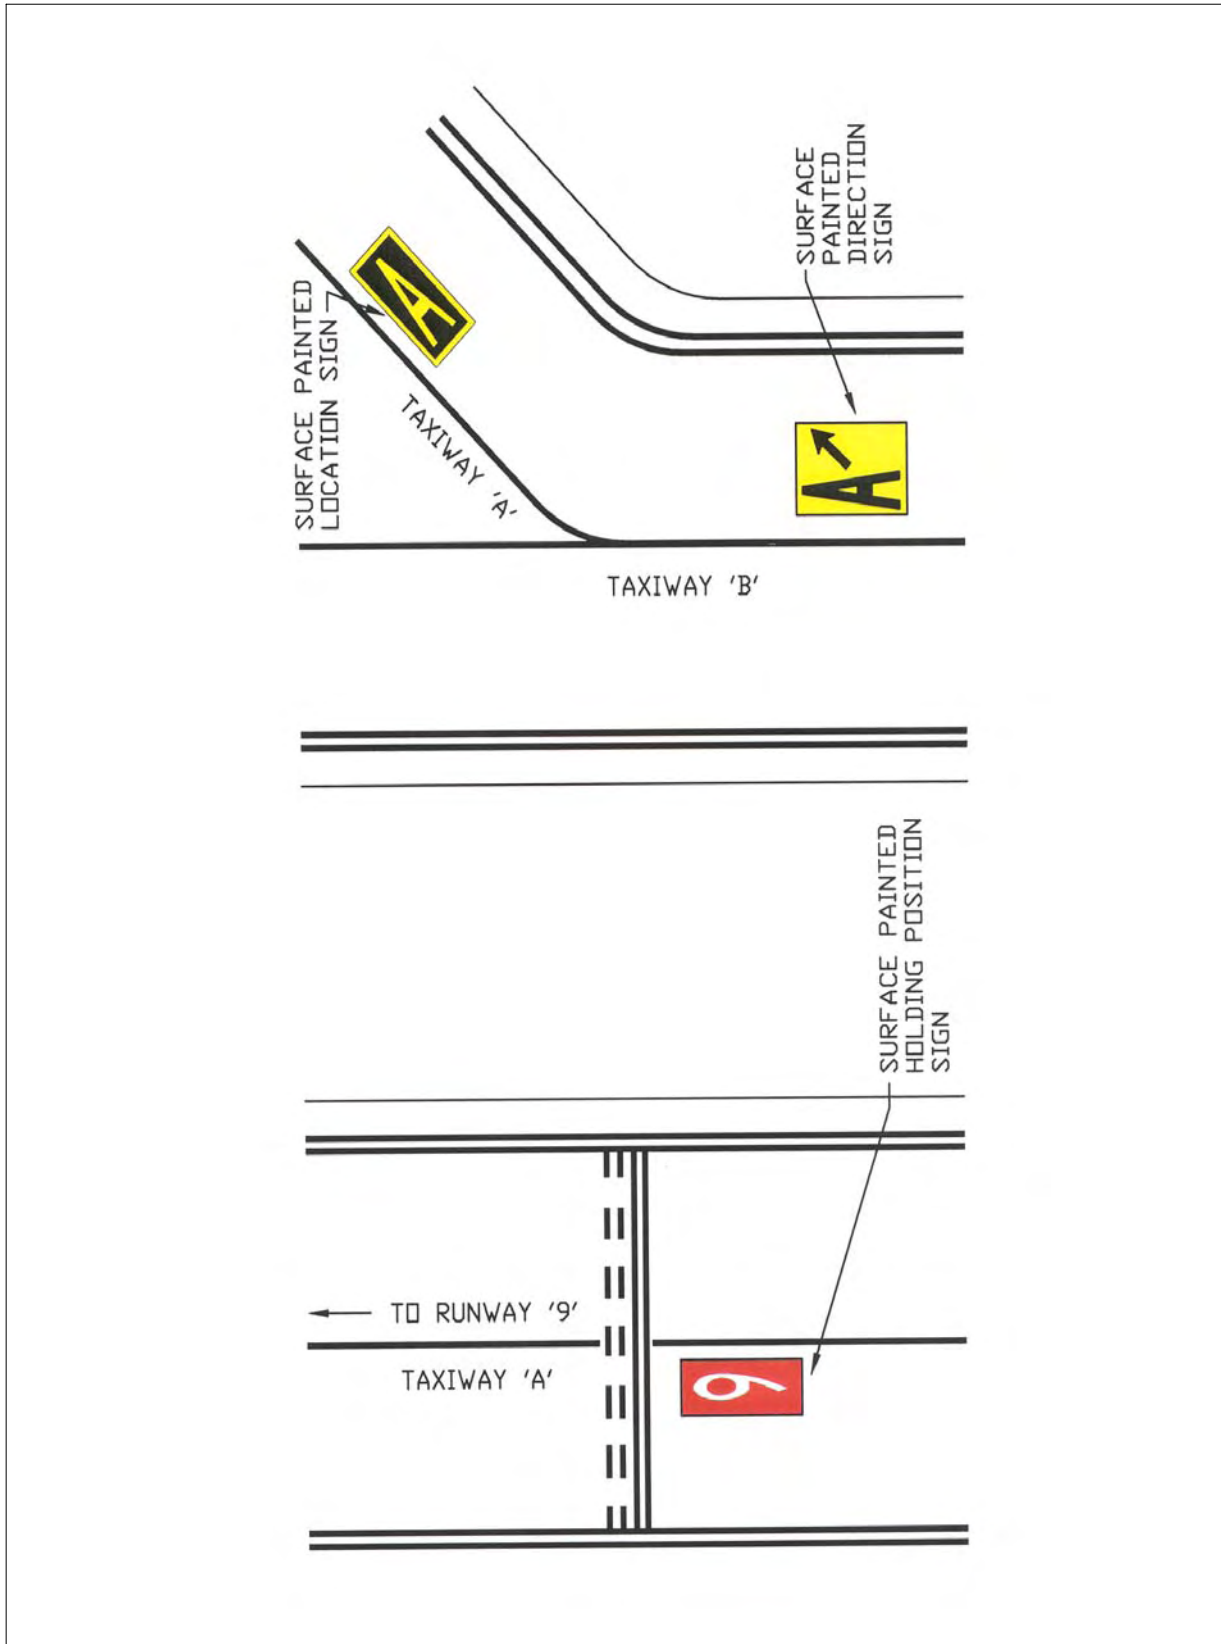 SURFACE PAINTED
LOCATION SIGN
A
TAXIWAY 'A'
SURFACE
PAINTED
DIRECTION
SIGN
A
TAXIWAY 'B'
SURFACE PAINTED
HOLDING POSITION
SIGN
TO RUNWAY '9'
TAXIWAY 'A'
9